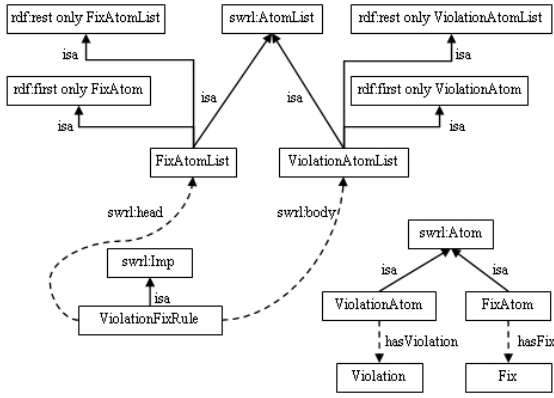 rdf:rest only FixAtomList
swrl:AtomList
rdf:rest only ViolationAtomList
isa
isa
rdf:first only FixAtom
isa
isa
rdf:first only ViolationAtom
isa
isa
FixAtomList
ViolationAtomList
swrl:head
swrl:body
swrl:Atom
swrl:Imp
isa
isa
isa
ViolationFixRule
ViolationAtom
FixAtom
hasViolation
hasFix
Violation
Fix